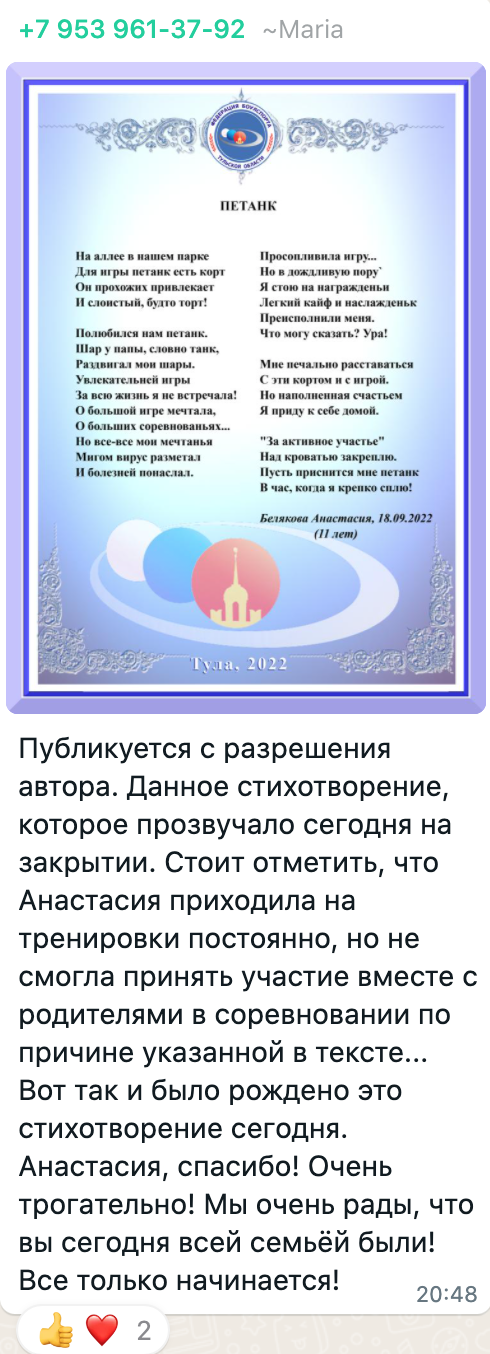 +7 953 961-37-92 ~Maria
ФЕДЕРАЦИЯ БОУЛСПОРТА
ТУЛЬСКОЙ ОБЛАСТИ
ПЕТАНК
На аллее в нашем парке
Для игры петанк есть корт
Он прохожих привлекает
И слоистый, будто торт!
Полюбился нам петанк.
Шар у папы, словно танк,
Раздвигал мои шары.
Увлекательней игры
За всю жизнь я не встречала!
О большой игре мечтала,
О больших соревнованьях...
Но все-все мои мечтанья
Мигом вирус разметал
И болезней понаслал.
Просопливила игру...
Но в дождливую пору`
Я стою на награжденьи
Легкий кайф и наслажденьк
Преисполнили меня.
Что могу сказать? Ура!
Мне печально расставаться
С эти кортом и с игрой.
Но наполненная счастьем
Я приду к себе домой.
"За активное участье"
Над кроватью закреплю.
Пусть приснится мне петанк
В час, когда я крепко сплю!
Белякова Анастасия, 18.09.2022
(11 лет)
Тула, 2022
Публикуется с разрешения
автора. Данное стихотворение,
которое прозвучало сегодня на
закрытии. Стоит отметить, что
Анастасия приходила на
тренировки постоянно, но не
смогла принять участие вместе с
родителями в соревновании по
причине указанной в тексте...
Вот так и было рождено это
стихотворение сегодня.
Анастасия, спасибо! Очень
трогательно! Мы очень рады, что
вы сегодня всей семьёй были!
Все только начинается!
20:48
2